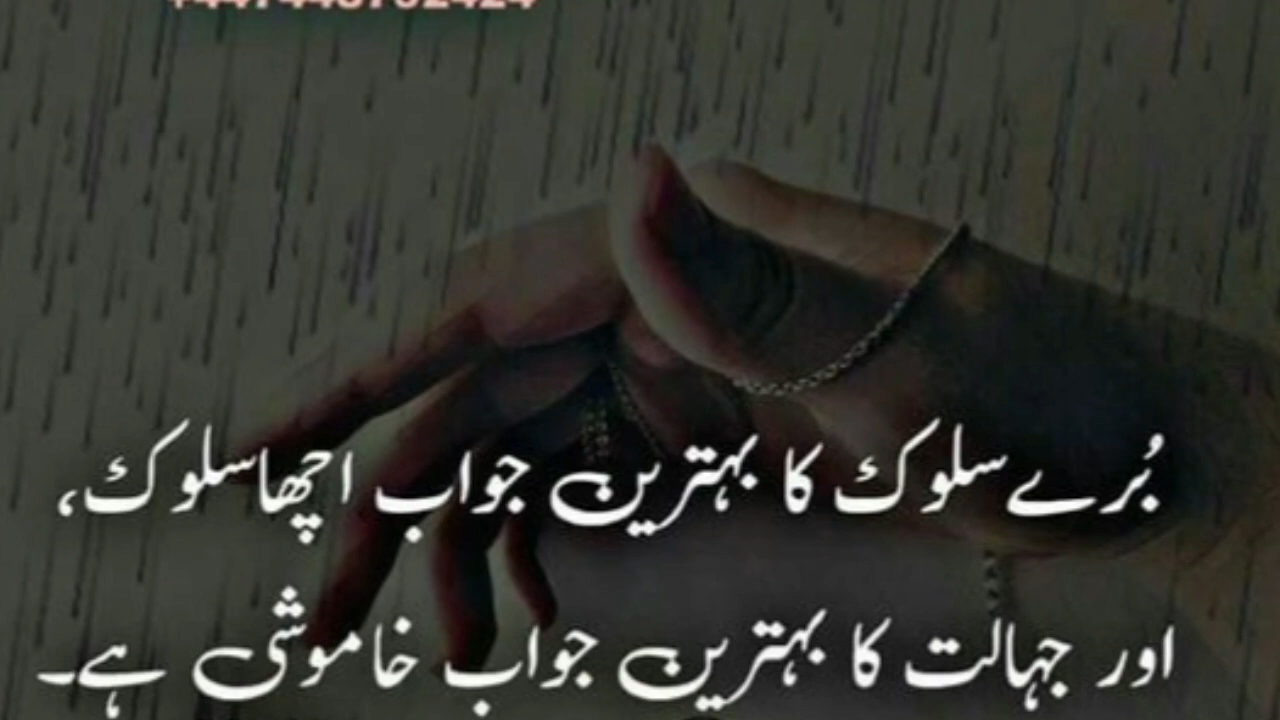 بُرے سلوک کا بہترین جواب اچھا سلوک،
اور جہالت کا بہترین جواب خاموشی ہے۔